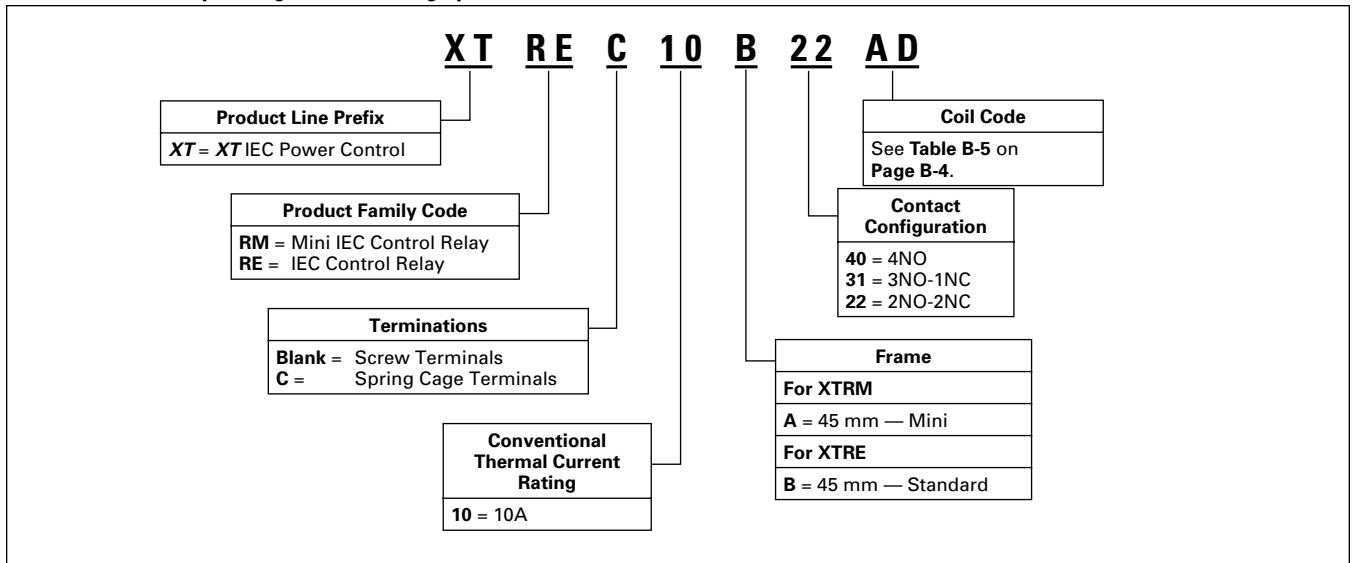 XT RE C 10 B 22 AD
Product Line Prefix
XT = XT IEC Power Control
Product Family Code
RM = Mini IEC Control Relay
RE = IEC Control Relay
Terminations
Blank = Screw Terminals
C = Spring Cage Terminals
Conventional
Thermal Current
Rating
10 = 10A
Coil Code
See Table B-5 on
Page B-4.
Contact
Configuration
40 = 4NO
31 = 3NO-1NC
22 = 2NO-2NC
Frame
For XTRM
A = 45 mm — Mini
For XTRE
B = 45 mm — Standard